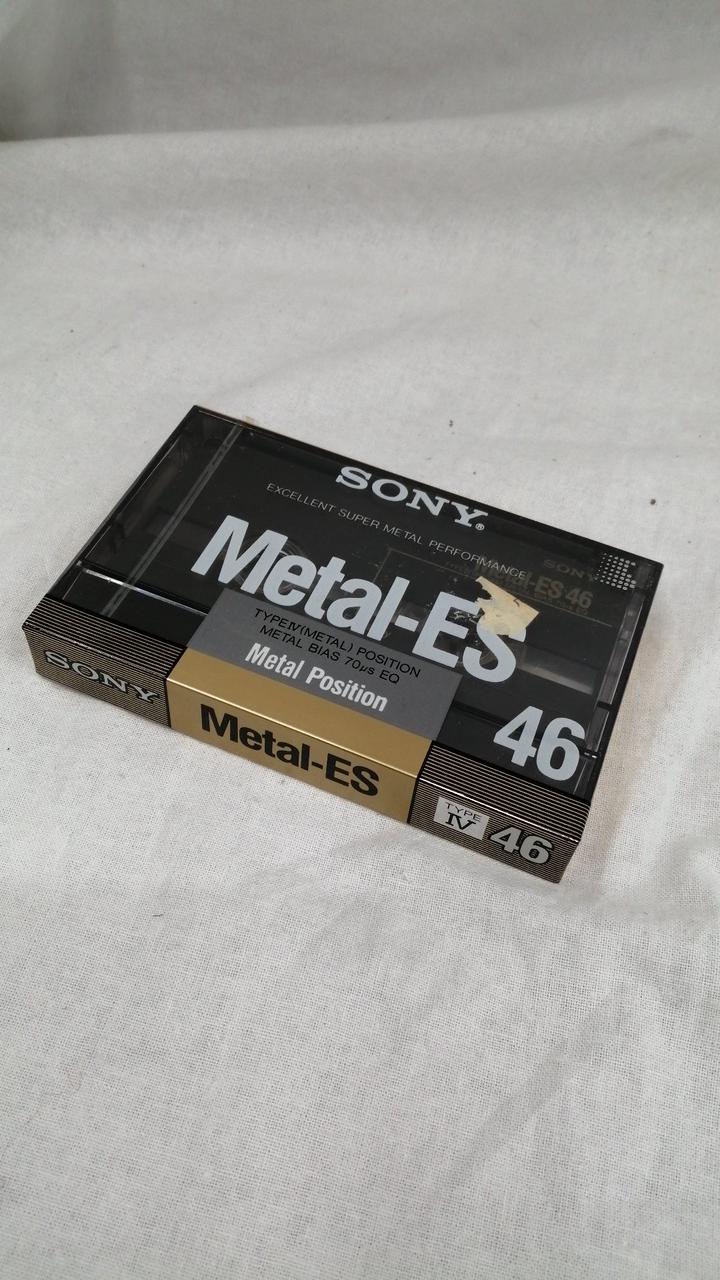 SONY®
EXCELLENT SUPER METAL PERFORMANCE
Metal-ES
SONY
ES 46
TYPE IV (METAL) POSITION
METAL BIAS 70μs EQ
Metal Position
46
SONY
Metal-ES
TYPE
IV
46